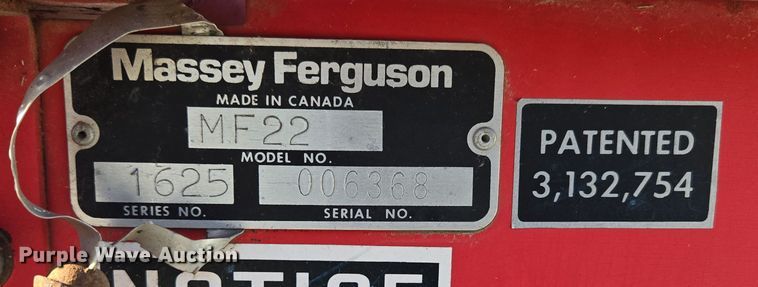 Massey Ferguson
MADE IN CANADA
MF22
MODEL NO.
1625 006368
SERIES NO. SERIAL NO.
PATENTED
3,132,754
NOTICE
Purple Wave Auction